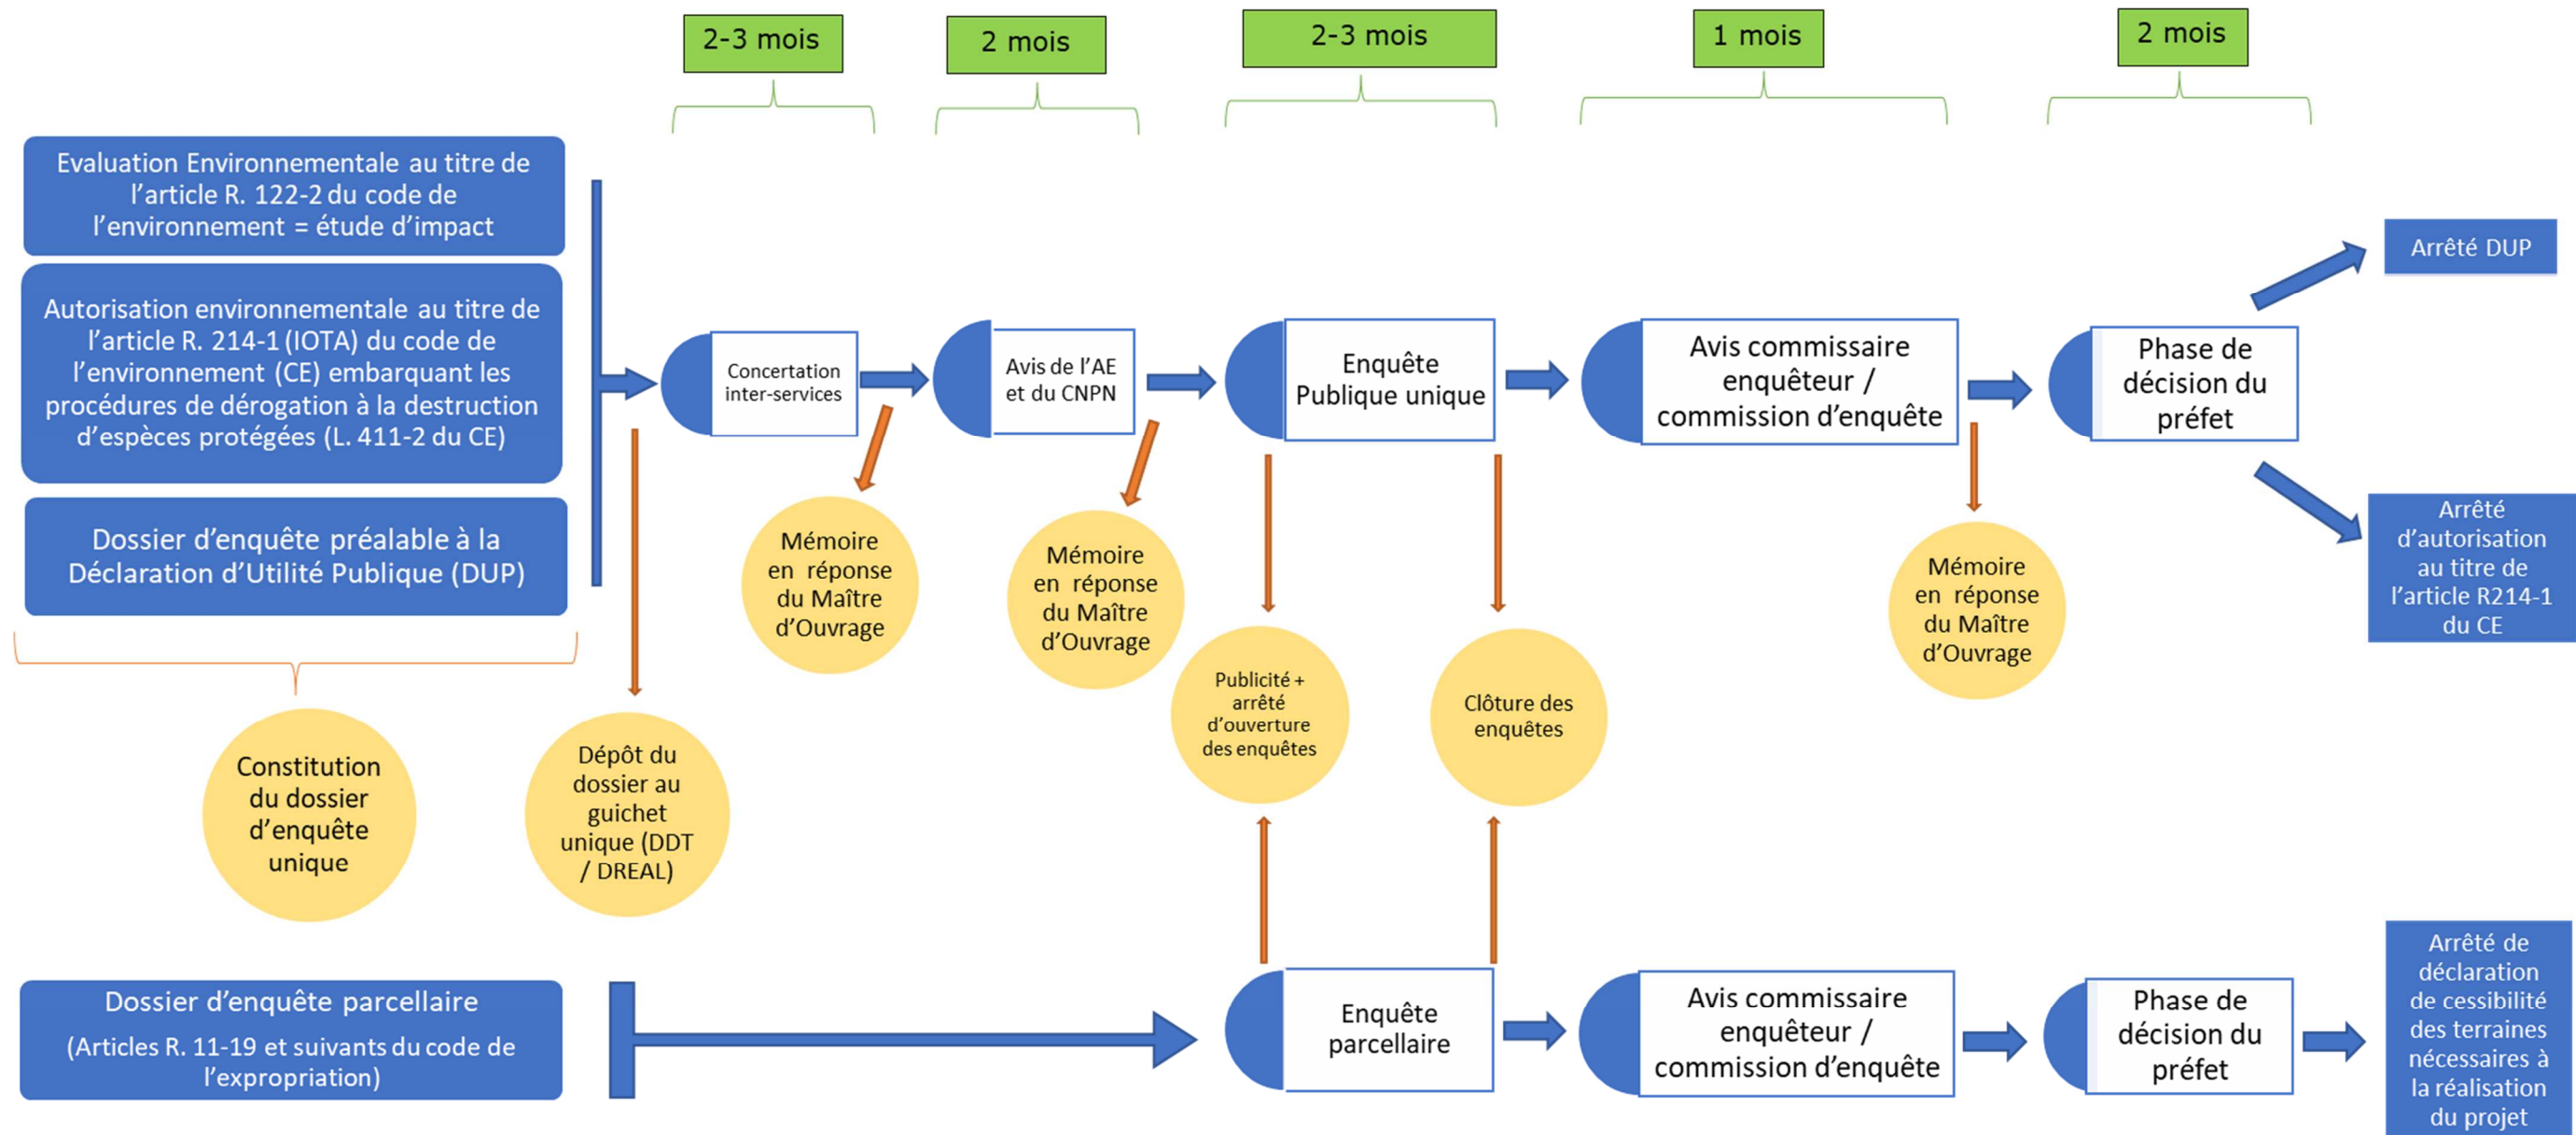 2-3 mois
2 mois
2-3 mois
1 mois
2 mois
Evaluation Environnementale au titre de
l’article R. 122-2 du code de
l’environnement = étude d’impact
Autorisation environnementale au titre de
l’article R. 214-1 (IOTA) du code de
l’environnement (CE) embarquant les
procédures de dérogation à la destruction
d’espèces protégées (L. 411-2 du CE)
Dossier d’enquête préalable à la
Déclaration d’Utilité Publique (DUP)
Concertation
inter-services
Avis de l’AE
et du CNPN
Enquête
Publique unique
Avis commissaire
enquêteur /
commission d’enquête
Phase de
décision du
préfet
Arrêté DUP
Arrêté
d’autorisation
au titre de
l’article R214-1
du CE
Mémoire
en réponse
du Maître
d’Ouvrage
Mémoire
en réponse
du Maître
d’Ouvrage
Publicité +
arrêté
d’ouverture
des enquêtes
Clôture des
enquêtes
Mémoire
en réponse
du Maître
d’Ouvrage
Constitution
du dossier
d’enquête
unique
Dépôt du
dossier au
guichet
unique (DDT
/ DREAL)
Dossier d’enquête parcellaire
(Articles R. 11-19 et suivants du code de
l’expropriation)
Enquête
parcellaire
Avis commissaire
enquêteur /
commission d’enquête
Phase de
décision du
préfet
Arrêté de
déclaration
de cessibilité
des terraines
nécessaires à
la réalisation
du projet